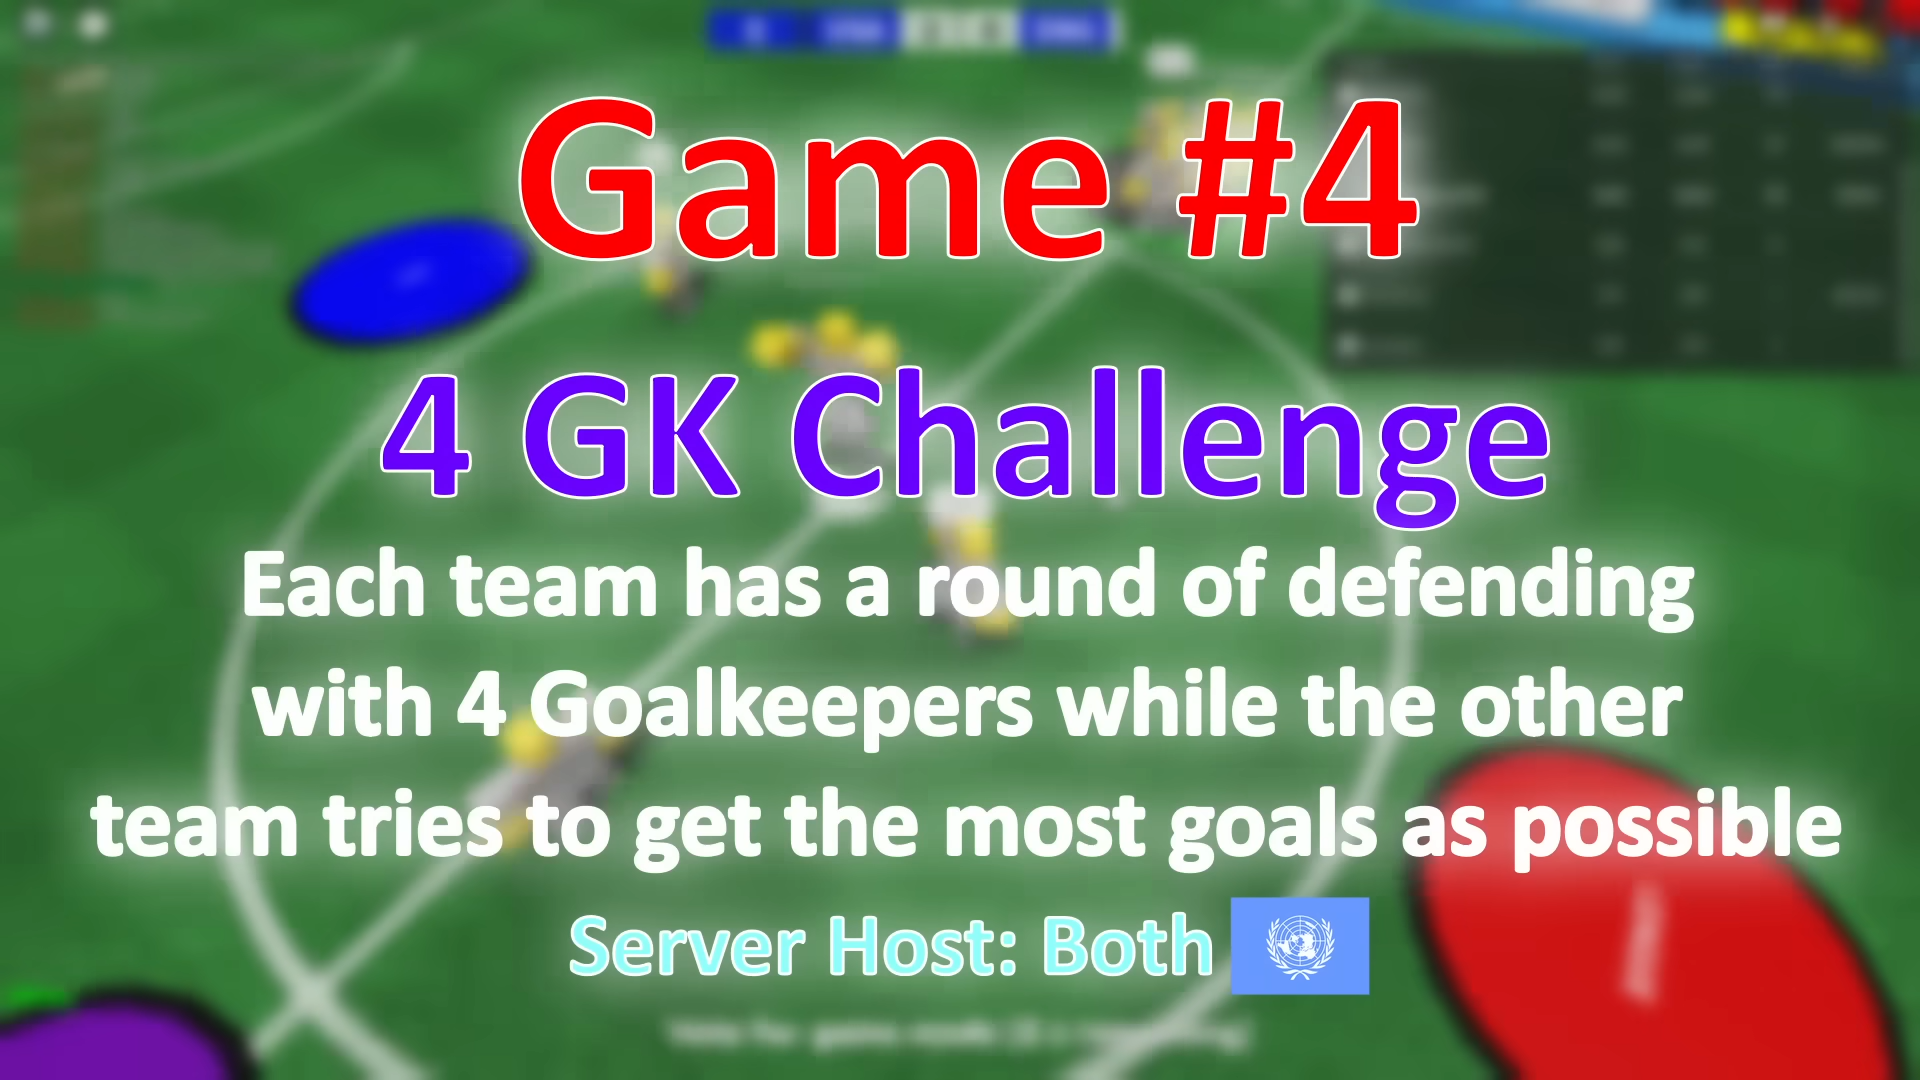 Game #4
4 GK Challenge
Each team has a round of defending
with 4 Goalkeepers while the other
team tries to get the most goals as possible
Server Host: Both